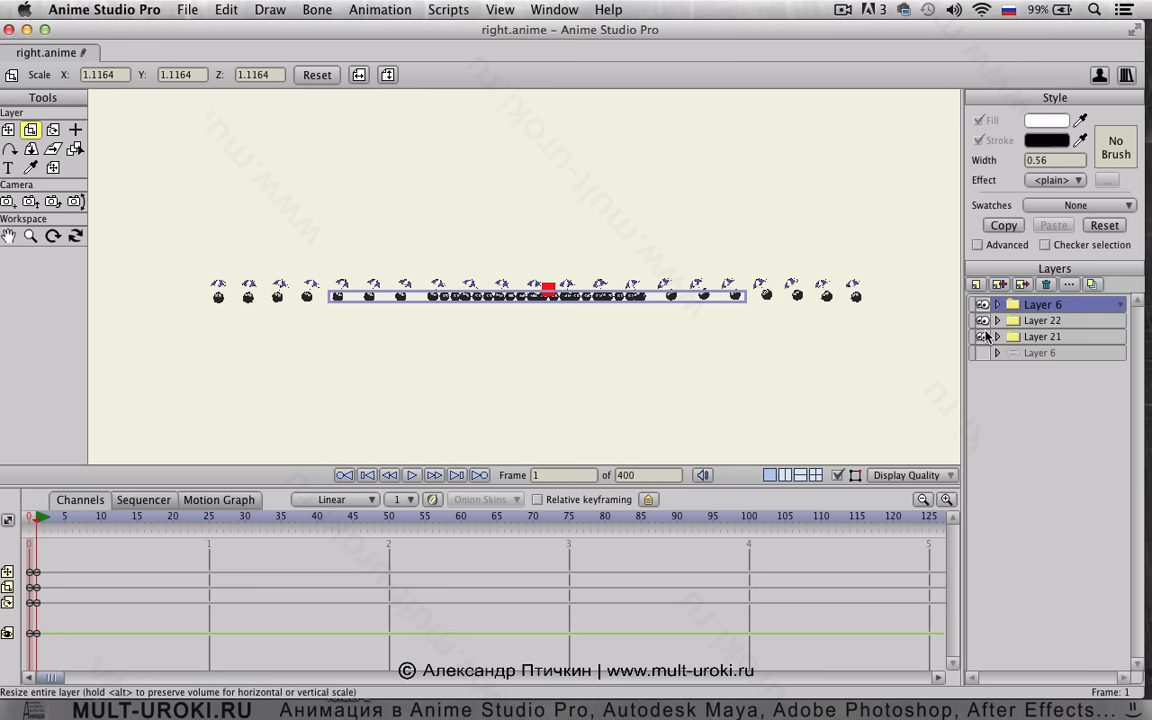 Anime Studio Pro File Edit Draw Bone Animation Scripts View Window Help 3 99%
right.anime – Anime Studio Pro
right.anime
Scale X: 1.1164 Y: 1.1164 Z: 1.1164 Reset
Tools
Layer
T
Camera
Workspace
Style
Fill
Stroke
No Brush
Width 0.56
Effect <plain> ...
Swatches None
Copy Paste Reset
Advanced Checker selection
Layers
Layer 6
Layer 22
Layer 21
Layer 6
Frame 1 of 400 Display Quality
Channels Sequencer Motion Graph Linear 1 Onion Skins Relative keyframing
0 5 10 15 20 25 30 35 40 45 50 55 60 65 70 75 80 85 90 95 100 105 110 115 120 125
0 1 2 3 4 5
© Александр Птичкин | www.mult-uroki.ru
Resize entire layer (hold <alt> to preserve volume for horizontal or vertical scale) Frame: 1
MULT-UROKI.RU Анимация в Anime Studio Pro, Autodesk Maya, Adobe Photoshop, After Effects...